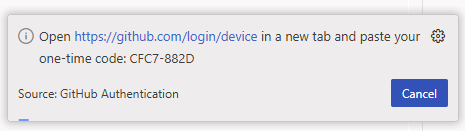 Open https://github.com/login/device in a new tab and paste your
one-time code: CFC7-882D
Source: GitHub Authentication
Cancel